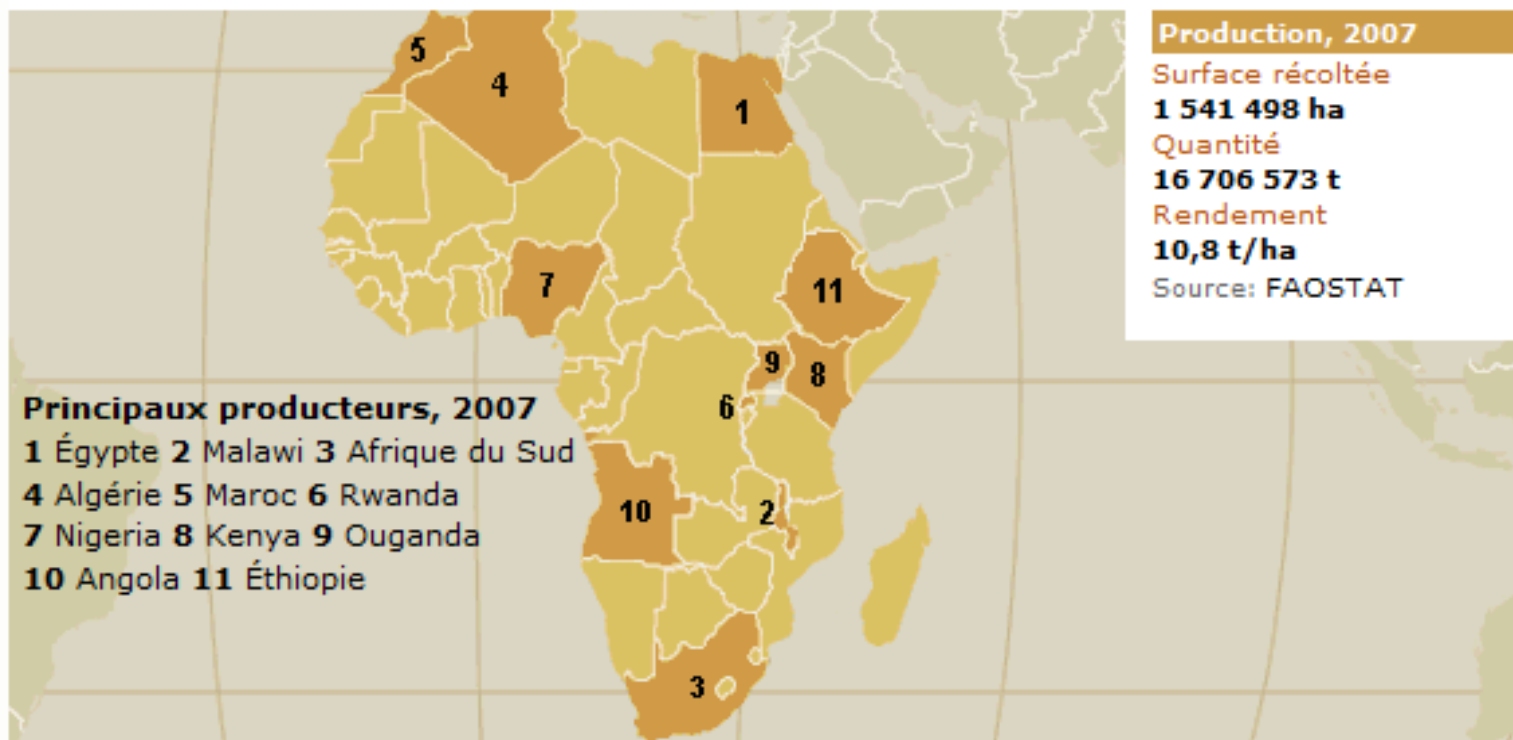 Production, 2007
Surface récoltée
1 541 498 ha
Quantité
16 706 573 t
Rendement
10,8 t/ha
Source: FAOSTAT
5
4
1
7
11
9
8
6
10
2
3
Principaux producteurs, 2007
1 Égypte 2 Malawi 3 Afrique du Sud
4 Algérie 5 Maroc 6 Rwanda
7 Nigeria 8 Kenya 9 Ouganda
10 Angola 11 Éthiopie